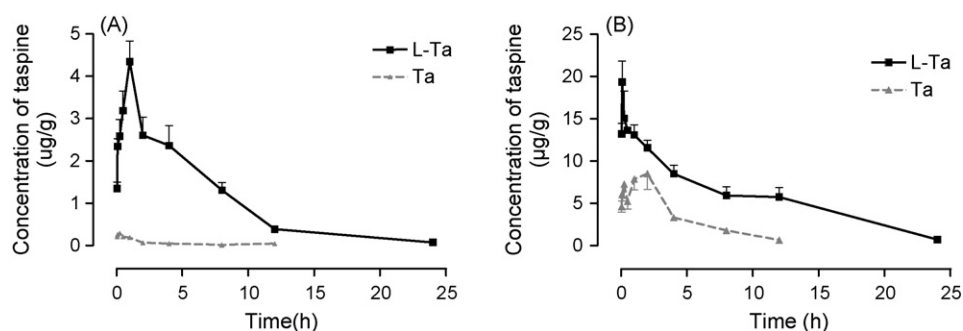 (A)
5
4
3
2
1
0
Concentration of taspine
(ug/g)
L-Ta
Ta
0 5 10 15 20 25
Time(h)
(B)
25
20
15
10
5
0
Concentration of taspine
(μg/g)
L-Ta
Ta
0 5 10 15 20 25
Time (h)